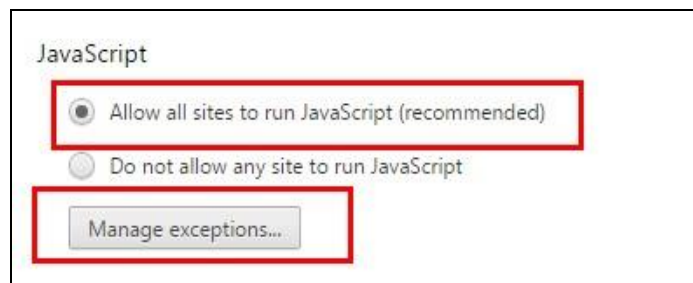 JavaScript
Allow all sites to run JavaScript (recommended)
Do not allow any site to run JavaScript
Manage exceptions...